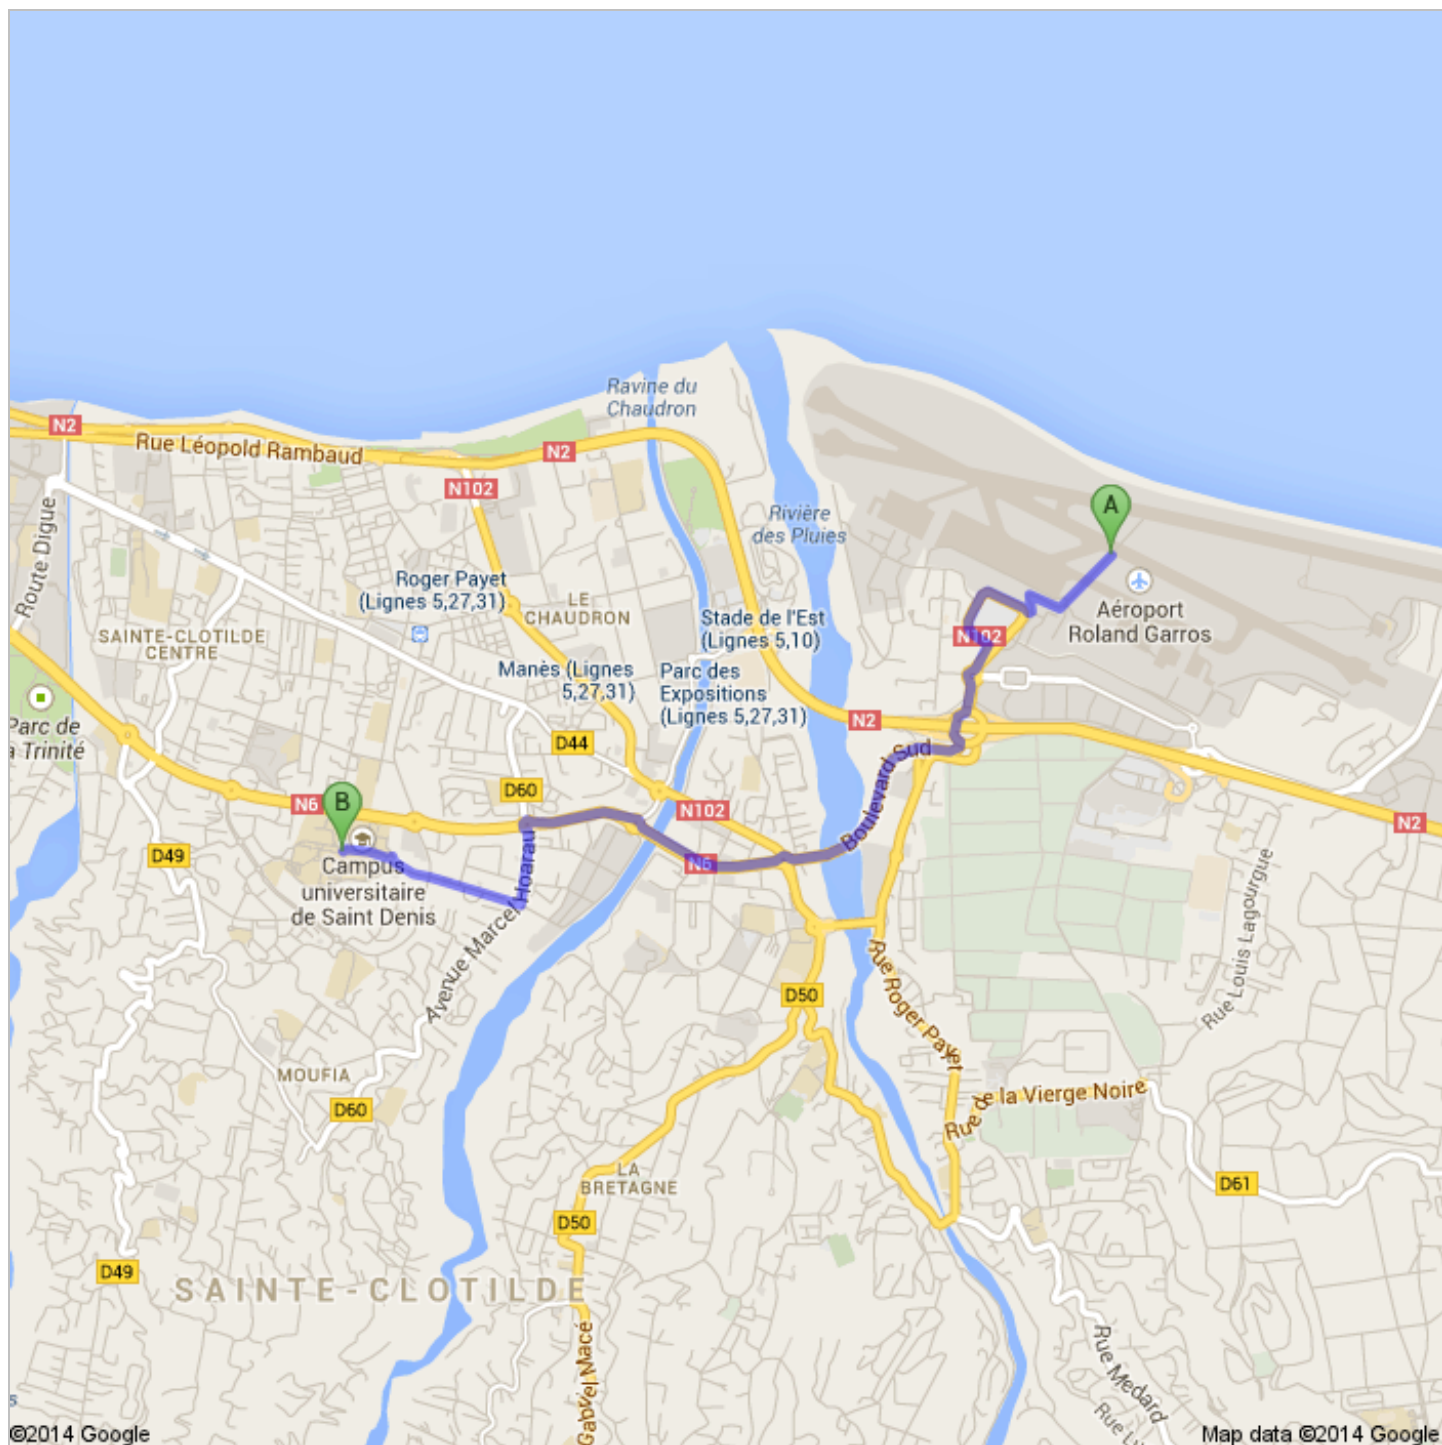 Ravine du
Chaudron
N2
Rue Léopold Rambaud
N2
N102
Route Digue
A
Rivière
des Pluies
Roger Payet
(Lignes 5,27,31)
LE
CHAUDRON
Stade de l'Est
(Lignes 5,10)
Aéroport
Roland Garros
N102
SAINTE-CLOTILDE
CENTRE
Manès (Lignes
5,27,31)
Parc des
Expositions
(Lignes 5,27,31)
Parc de
Trinité
N2
D44
Boulevard Sud
N6
B
D60
N102
N2
D49
N6
Campus
universitaire
de Saint Denis
Avenue Marcel Hoarau
Rue Louis Lagourgue
D50
Rue Roger Payet
MOUFIA
D60
Rue de la Vierge Noire
LA
BRETAGNE
D61
D50
D49
SAINTE-CLOTILDE
Gabriel Macé
Rue Medard
©2014 Google
Map data ©2014 Google